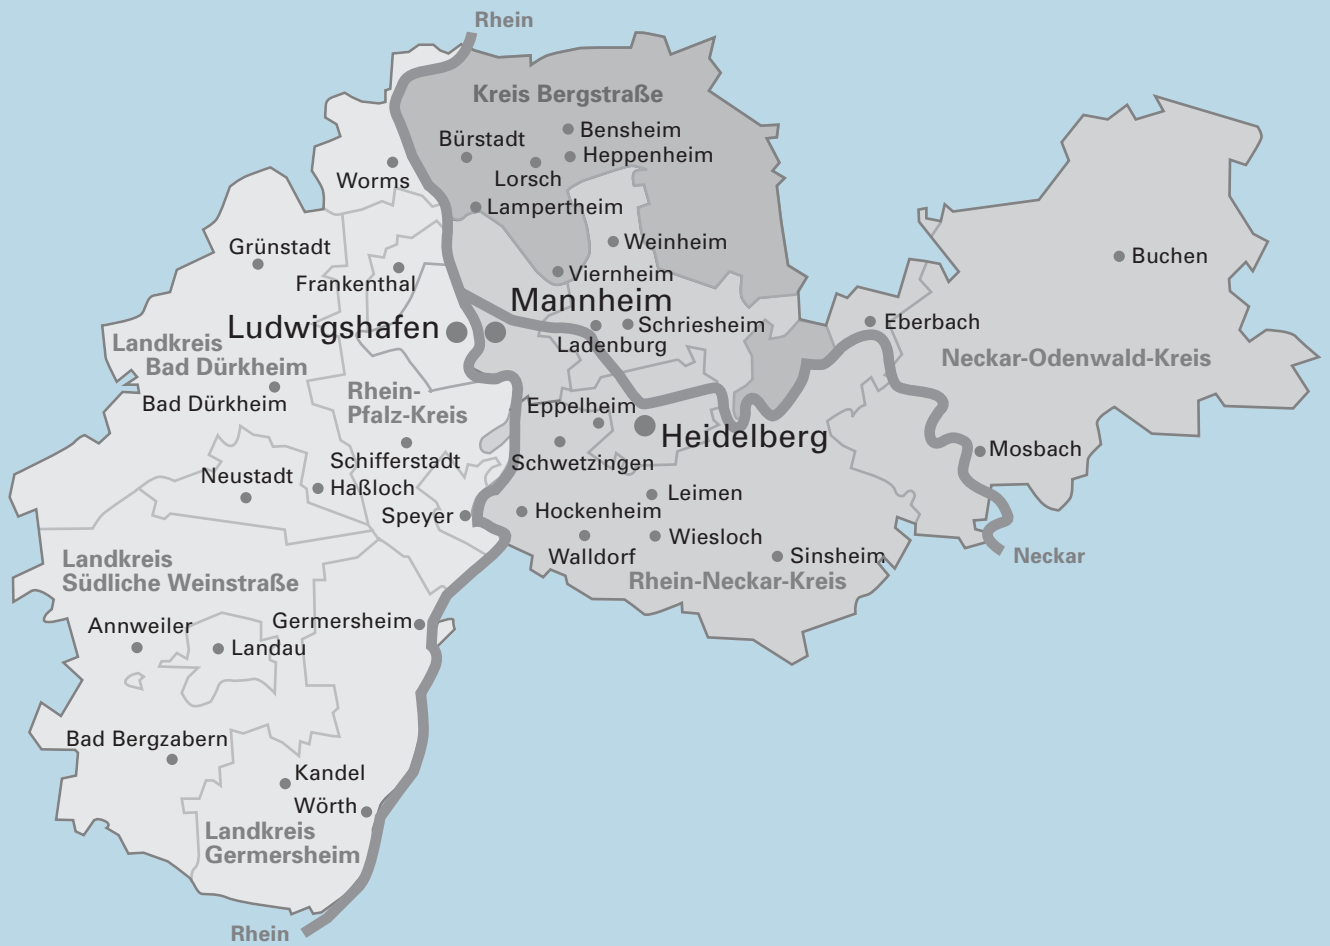 Rhein
Kreis Bergstraße
Bensheim
Bürstadt
Heppenheim
Lorsch
Worms
Lampertheim
Weinheim
Grünstadt
Buchen
Viernheim
Frankenthal
Mannheim
Eberbach
Schriesheim
Ludwigshafen
Ladenburg
Landkreis
Bad Dürkheim
Neckar-Odenwald-Kreis
Rhein-
Pfalz-Kreis
Bad Dürkheim
Eppelheim
Heidelberg
Mosbach
Schifferstadt
Schwetzingen
Neustadt
Haßloch
Leimen
Speyer
Hockenheim
Wiesloch
Walldorf
Sinsheim
Neckar
Landkreis
Südliche Weinstraße
Rhein-Neckar-Kreis
Germersheim
Annweiler
Landau
Bad Bergzabern
Kandel
Wörth
Landkreis
Germersheim
Rhein